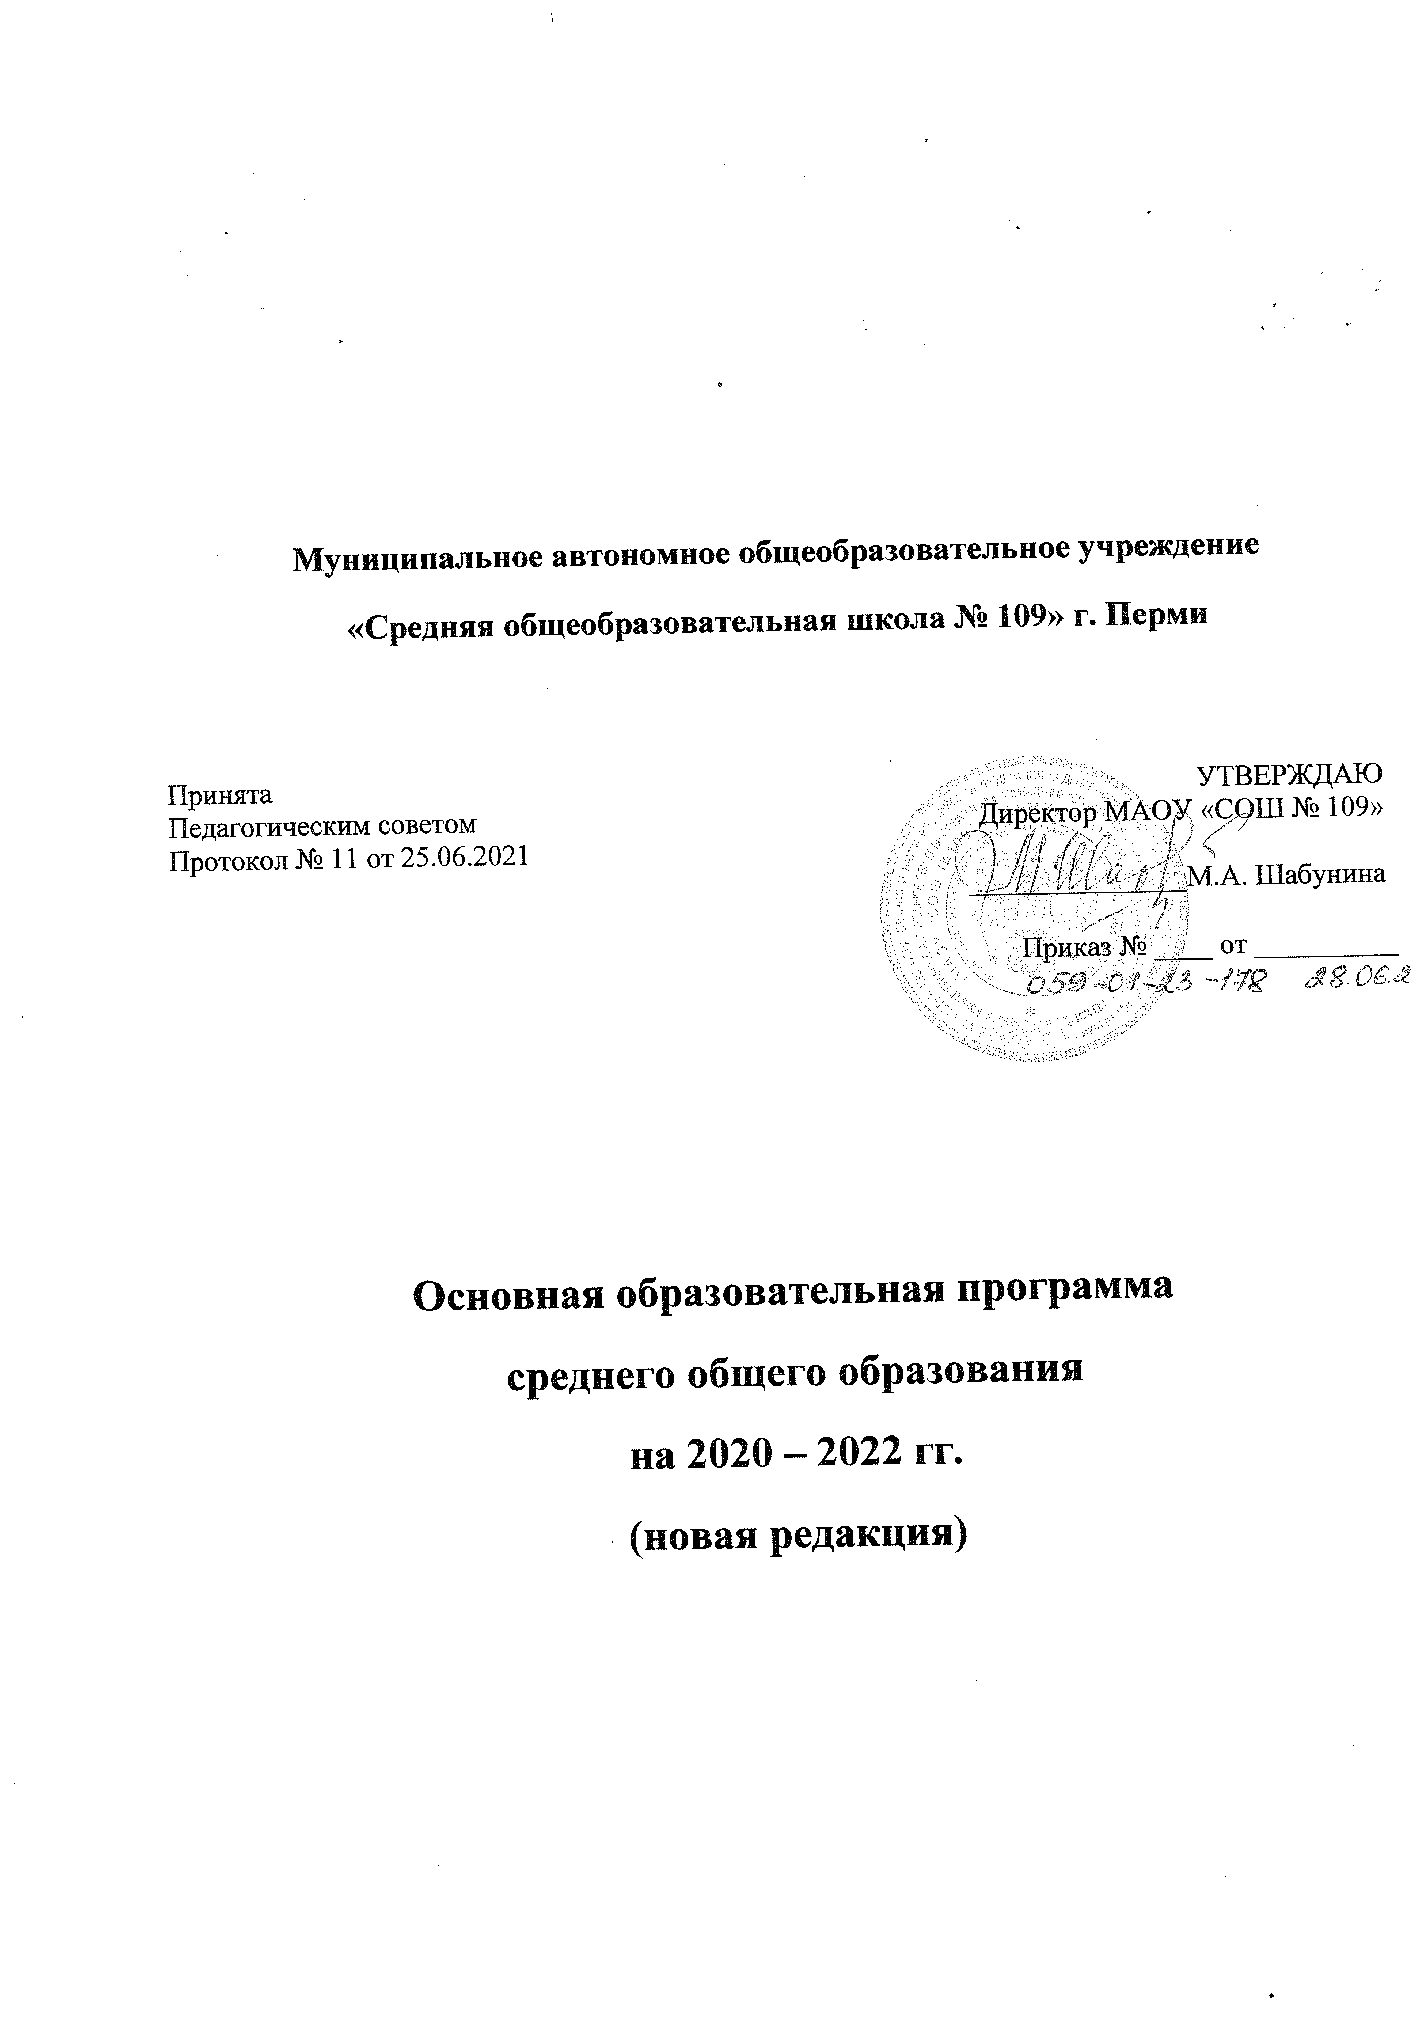 Муниципальное автономное общеобразовательное учреждение
«Средняя общеобразовательная школа № 109» г. Перми
Принята
Педагогическим советом
Протокол № 11 от 25.06.2021
УТВЕРЖДАЮ
Директор МАОУ «СОШ № 109»
М.А. Шабунина
Приказ № ____ от __________
059-01-23-178 28.06.2
Основная образовательная программа
среднего общего образования
на 2020 – 2022 гг.
(новая редакция)